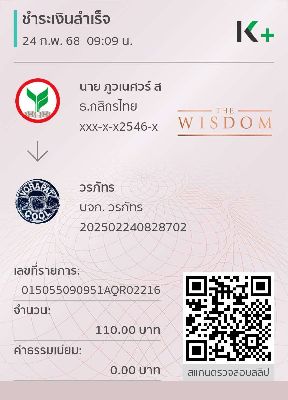 ชำระเงินสำเร็จ
24 ก.พ. 68 09:09 น.
K+
นาย ภูวเนศวร์ ส
ธ.กสิกรไทย
xxx-x-x2546-x
THE
WISDOM
VORAPAT
COOL
วรภัทร
บจก. วรภัทร
202502240828702
เลขที่รายการ:
015055090951AQR02216
จำนวน:
110.00 บาท
ค่าธรรมเนียม:
0.00 บาท
สแกนตรวจสอบสลิป